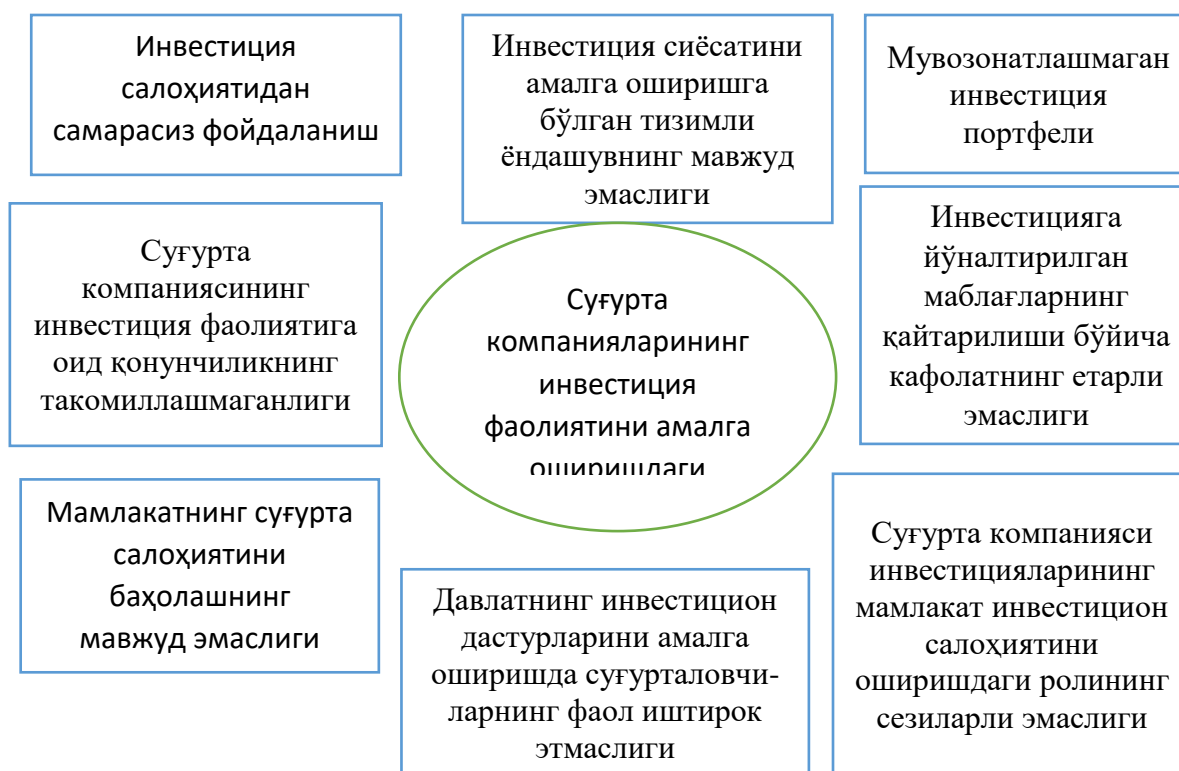 Инвестиция
салоҳиятидан
самарасиз фойдаланиш
Инвестиция сиёсатини
амалга оширишга
бўлган тизимли
ёндашувнинг мавжуд
эмаслиги
Мувозонатлашмаган
инвестиция
портфели
Суғурта
компаниясининг
инвестиция фаолиятига
оид қонунчиликнинг
такомиллашмаганлиги
Суғурта
компанияларининг
инвестиция
фаолиятини амалга
оширишдаги
Инвестицияга
йўналтирилган
маблағларнинг
қайтарилиши бўйича
кафолатнинг етарли
эмаслиги
Мамлакатнинг суғурта
салоҳиятини
баҳолашнинг
мавжуд эмаслиги
Давлатнинг инвестицион
дастурларини амалга
оширишда суғурталовчи-
ларнинг фаол иштирок
этмаслиги
Суғурта компанияси
инвестицияларининг
мамлакат инвестицион
салоҳиятини
оширишдаги ролининг
сезиларли эмаслиги